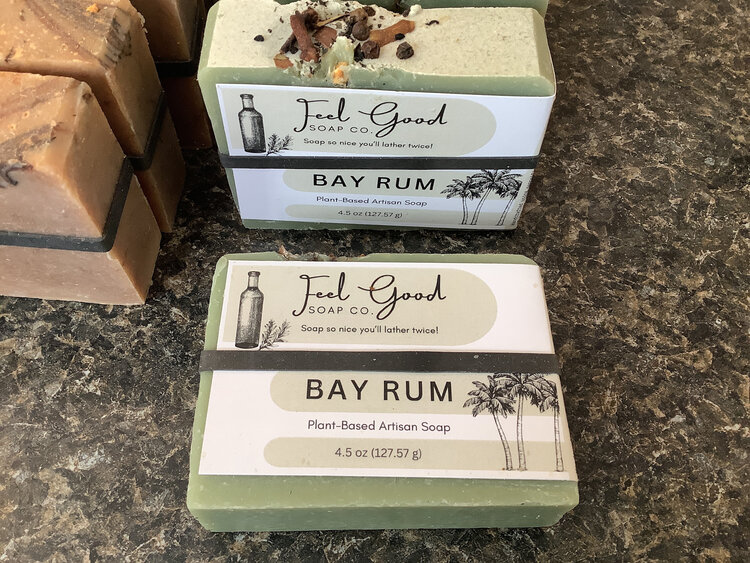 Feel Good
SOAP CO.
Soap so nice you'll lather twice!
BAY RUM
Plant-Based Artisan Soap
4.5 oz (127.57 g)
Feel Good
SOAP CO.
Soap so nice you'll lather twice!
BAY RUM
Plant-Based Artisan Soap
4.5 oz (127.57 g)